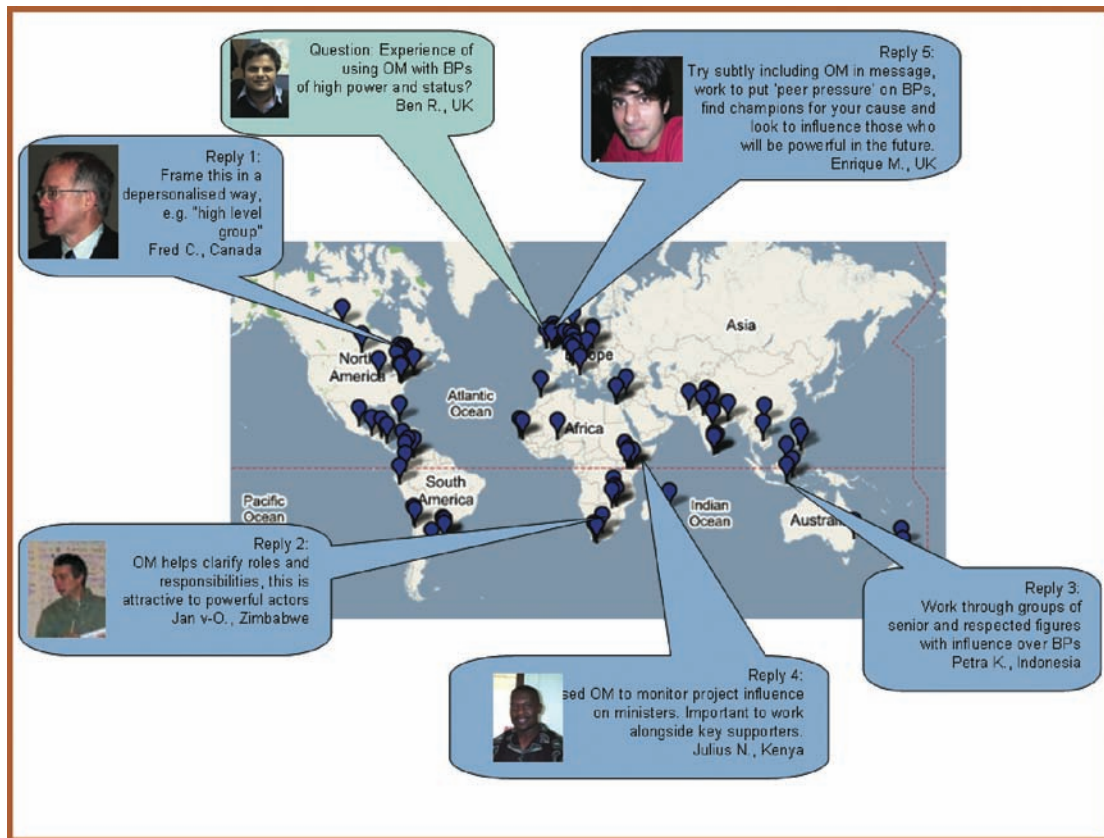 Question: Experience of
using OM with BPs
of high power and status?
Ben R., UK
Reply 5:
Try subtly including OM in message,
work to put 'peer pressure' on BPs,
find champions for your cause and
look to influence those who
will be powerful in the future.
Enrique M., UK
Reply 1:
Frame this in a
depersonalised way,
e.g. "high level
group"
Fred C., Canada
Asia
North
America
Europe
Atlantic
Ocean
Africa
South
America
Pacific
Ocean
Indian
Ocean
Reply 2:
OM helps clarify roles and
responsibilities, this is
attractive to powerful actors
Jan v-O., Zimbabwe
Reply 3:
Work through groups of
senior and respected figures
with influence over BPs
Petra K., Indonesia
Reply 4:
sed OM to monitor project influence
on ministers. Important to work
alongside key supporters.
Julius N., Kenya